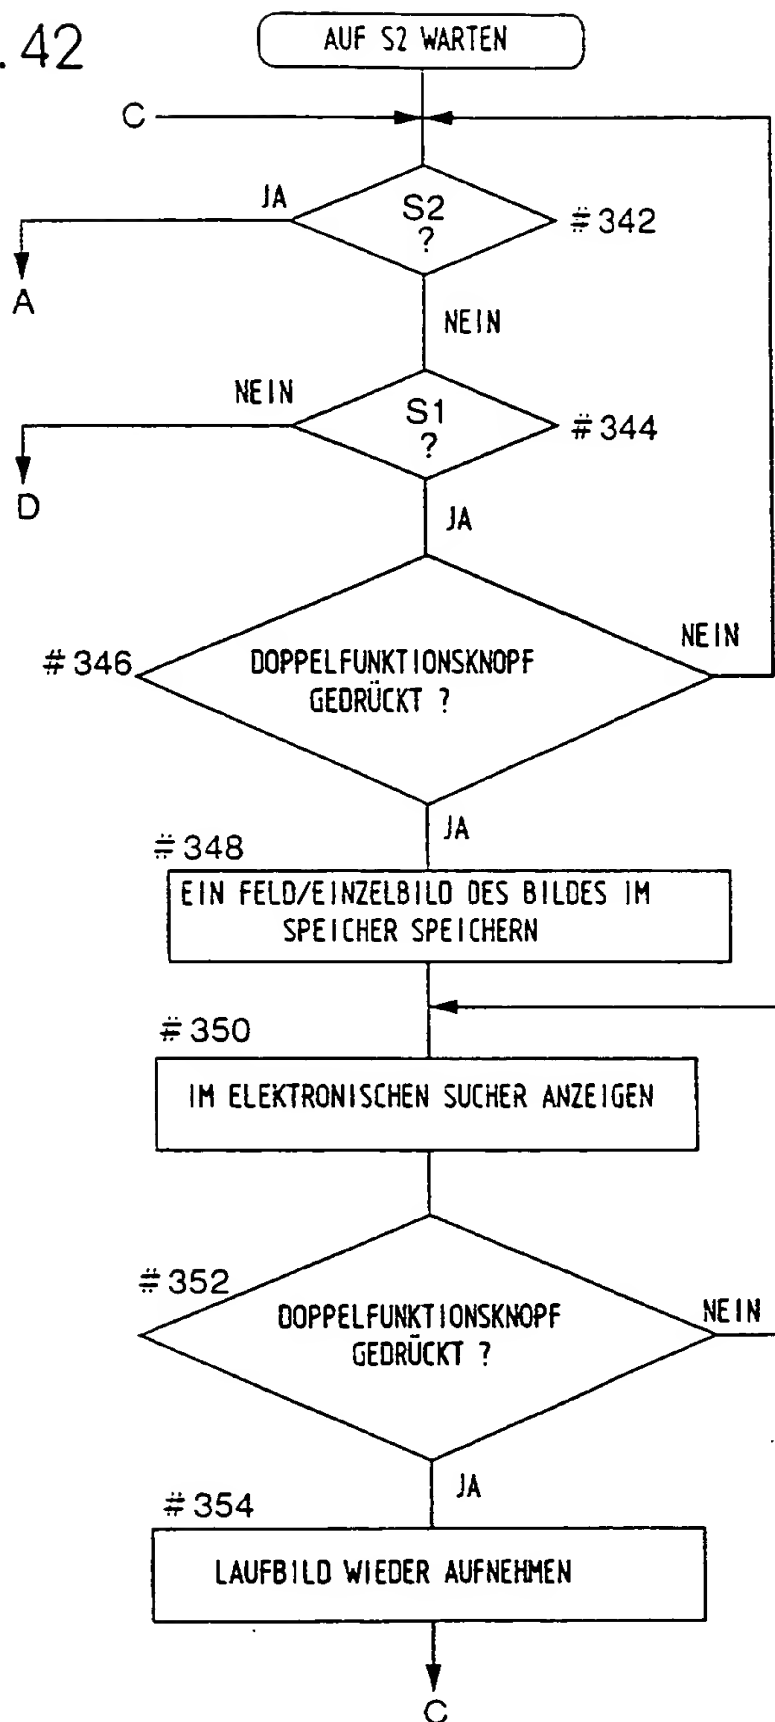 . 42
AUF S2 WARTEN
C
JA
S2
?
#342
A
NEIN
NEIN
S1
?
#344
D
JA
#346
DOPPELFUNKTIONSKNOPF
GEDRÜCKT ?
NEIN
JA
#348
EIN FELD/EINZELBILD DES BILDES IM
SPEICHER SPEICHERN
#350
IM ELEKTRONISCHEN SUCHER ANZEIGEN
#352
DOPPELFUNKTIONSKNOPF
GEDRÜCKT ?
NEIN
JA
#354
LAUFBILD WIEDER AUFNEHMEN
C